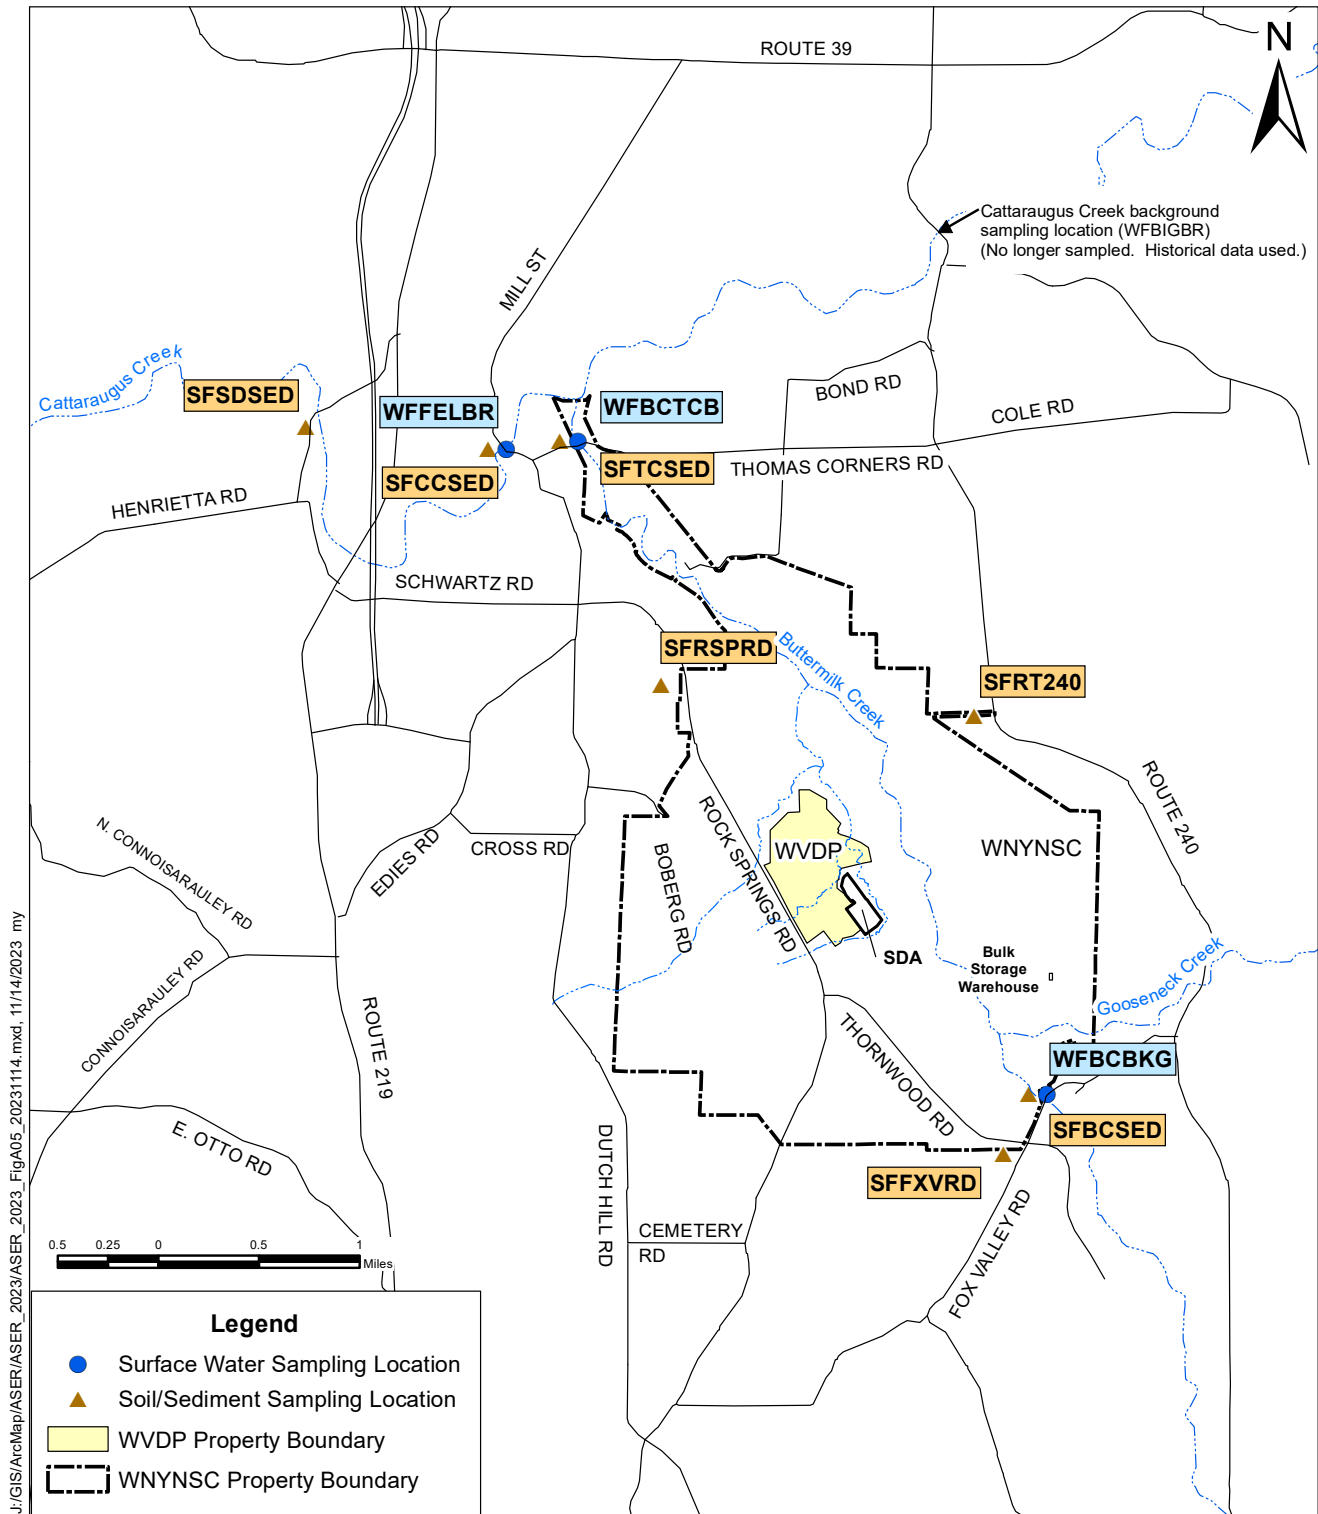 ROUTE 39
N
Cattaraugus Creek background
sampling location (WFBIGBR)
(No longer sampled.  Historical data used.)
MILL ST
Cattaraugus Creek
SFSDSED
WFFELBR
WFBCTCB
BOND RD
COLE RD
SFCCSED
SFTCSED
THOMAS CORNERS RD
HENRIETTA RD
SCHWARTZ RD
SFRSPRD
Buttermilk Creek
SFRT240
ROUTE 240
N. CONNOISARAULEY RD
EDIES RD
CROSS RD
BOBERG RD
ROCK SPRINGS RD
WVDP
WNYNSC
SDA
Bulk
Storage
Warehouse
Gooseneck Creek
CONNOISARAULEY RD
ROUTE 219
THORNWOOD RD
WFBCBKG
SFBCSED
E. OTTO RD
DUTCH HILL RD
SFFXVRD
CEMETERY
RD
FOX VALLEY RD
0.5 0.25 0 0.5 1
Miles
Legend
Surface Water Sampling Location
Soil/Sediment Sampling Location
WVDP Property Boundary
WNYNSC Property Boundary
J:/GIS/ArcMap/ASER/ASER_2023/ASER_2023_FigA05_20231114.mxd, 11/14/2023  my